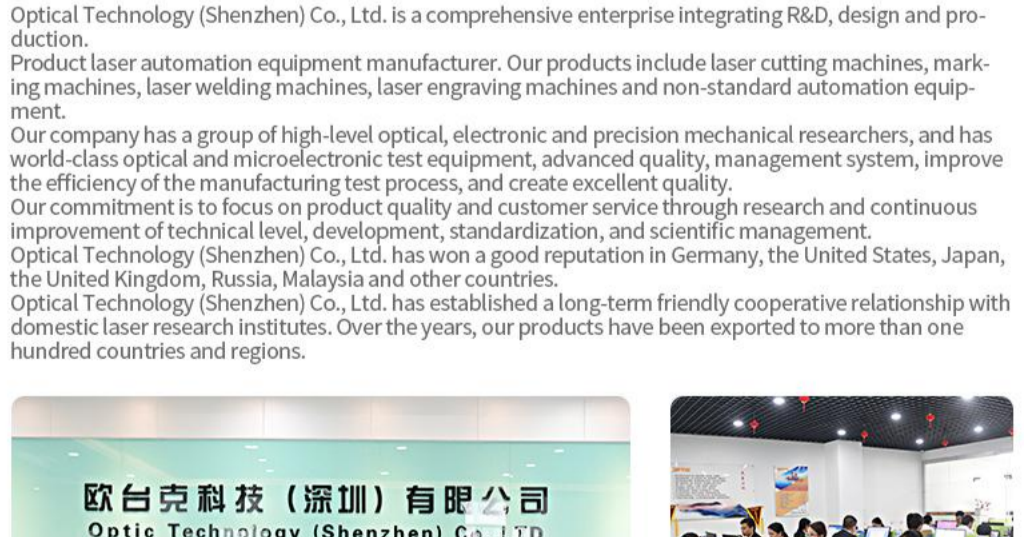 Optical Technology (Shenzhen) Co., Ltd. is a comprehensive enterprise integrating R&D, design and pro-
duction.
Product laser automation equipment manufacturer. Our products include laser cutting machines, mark-
ing machines, laser welding machines, laser engraving machines and non-standard automation equip-
ment.
Our company has a group of high-level optical, electronic and precision mechanical researchers, and has
world-class optical and microelectronic test equipment, advanced quality, management system, improve
the efficiency of the manufacturing test process, and create excellent quality.
Our commitment is to focus on product quality and customer service through research and continuous
improvement of technical level, development, standardization, and scientific management.
Optical Technology (Shenzhen) Co., Ltd. has won a good reputation in Germany, the United States, Japan,
the United Kingdom, Russia, Malaysia and other countries.
Optical Technology (Shenzhen) Co., Ltd. has established a long-term friendly cooperative relationship with
domestic laser research institutes. Over the years, our products have been exported to more than one
hundred countries and regions.
欧台克科技（深圳）有限公司
Optic Technology (Shenzhen) Co LTD